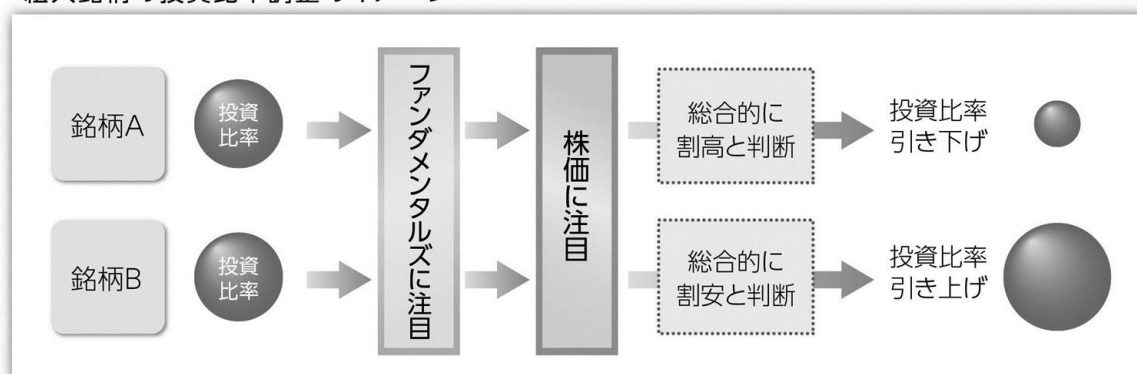 銘柄A
投資
比率
ファンダメンタルズに注目
株価に注目
総合的に
割高と判断
投資比率
引き下げ
銘柄B
投資
比率
総合的に
割安と判断
投資比率
引き上げ